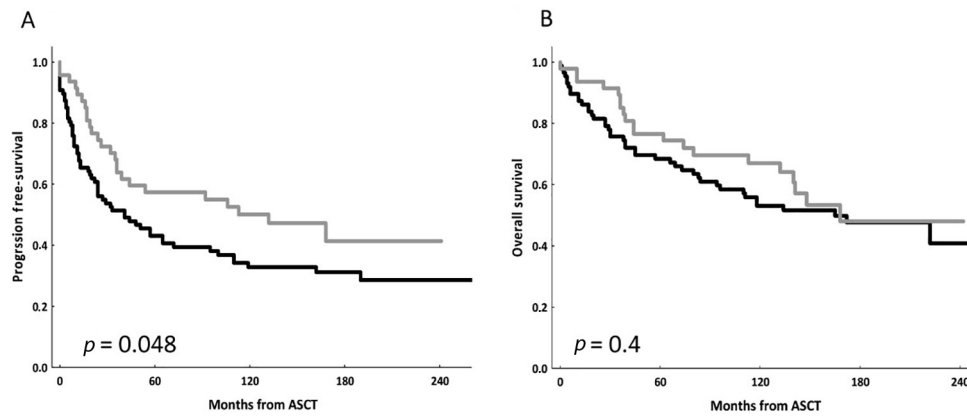 A
Progrssion free-survival
1.0
0.8
0.6
0.4
0.2
0.0
p = 0.048
0 60 120 180 240
Months from ASCT
B
Overall survival
1.0
0.8
0.6
0.4
0.2
0.0
p = 0.4
0 60 120 180 240
Months from ASCT